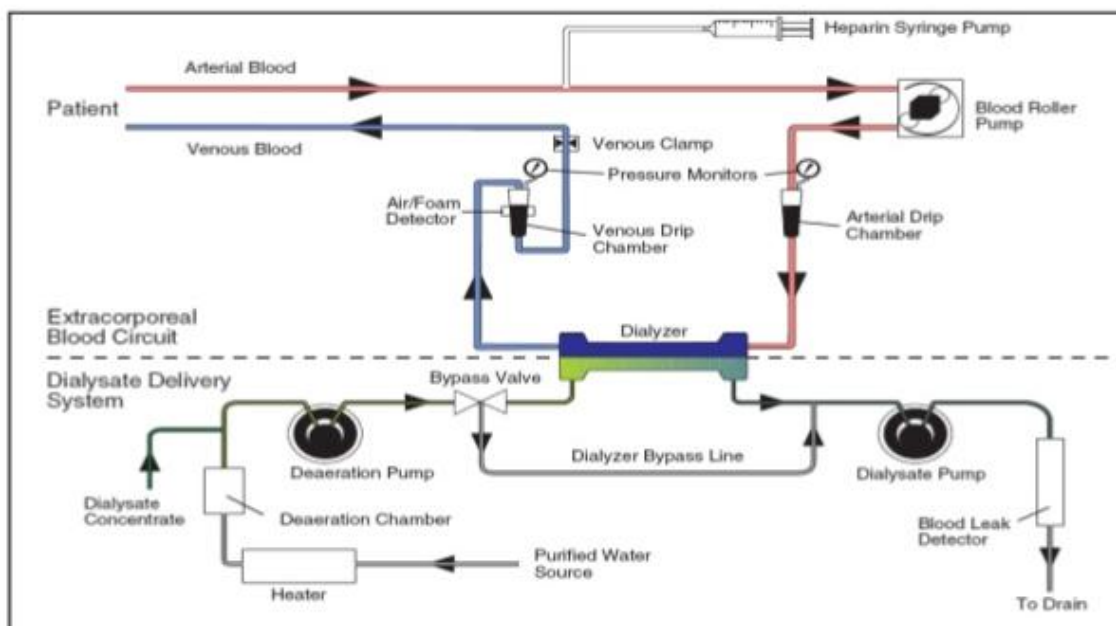 Heparin Syringe Pump
Arterial Blood
Patient
Blood Roller
Pump
Venous Blood
Venous Clamp
Pressure Monitors
Air/Foam
Detector
Venous Drip
Chamber
Arterial Drip
Chamber
Extracorporeal
Blood Circuit
Dialyzer
Dialysate Delivery
System
Bypass Valve
Deaeration Pump
Dialyzer Bypass Line
Dialysate Pump
Dialysate
Concentrate
Deaeration Chamber
Blood Leak
Detector
Purified Water
Source
Heater
To Drain